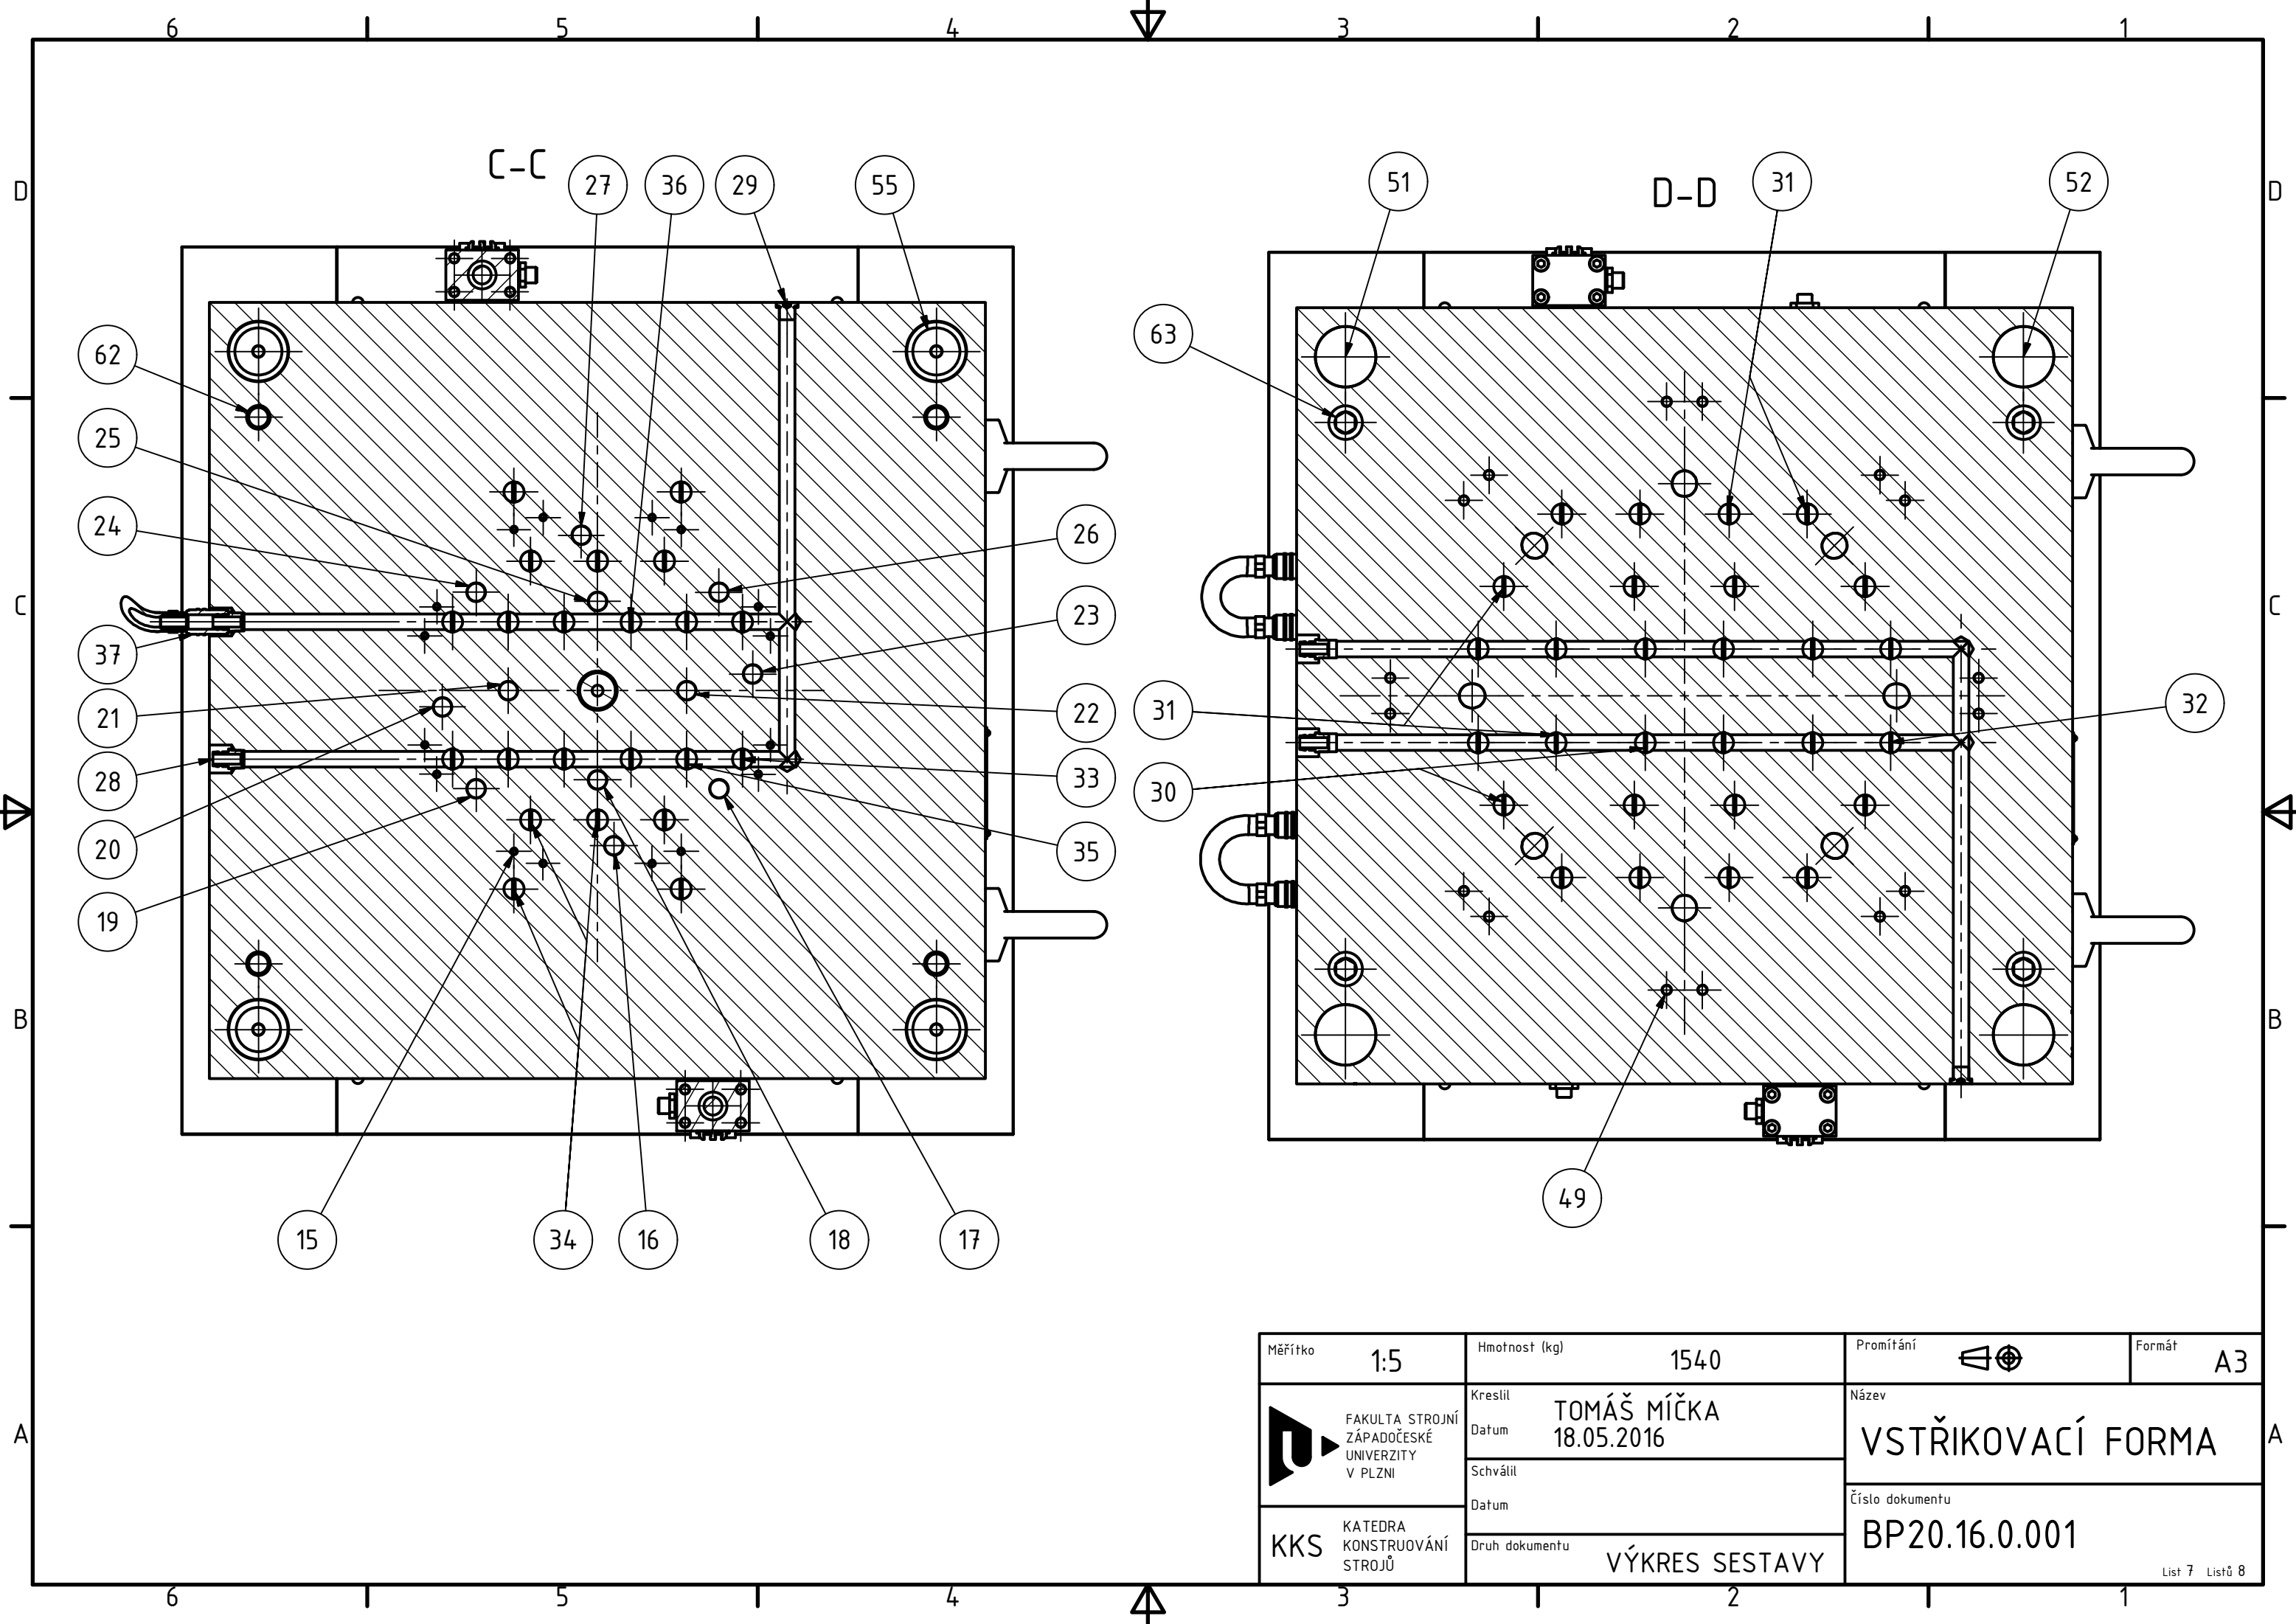 6 5 4 3 2 1
C-C
27 36 29 55
D-D
51 31 52
D D
62
63
25
24
26
C C
23
37
21
22
31
32
28
33
30
20
35
19
B B
49
15 34 16 18 17
Měřítko 1:5
Hmotnost (kg) 1540
Promítání
Formát A3
FAKULTA STROJNÍ
ZÁPADOČESKÉ
UNIVERZITY
V PLZNI
Kreslil TOMÁŠ MÍČKA
Datum 18.05.2016
Název
VSTŘIKOVACÍ FORMA
A A
Schválil
Datum
Číslo dokumentu
BP20.16.0.001
KKS
KATEDRA
KONSTRUOVÁNÍ
STROJŮ
Druh dokumentu VÝKRES SESTAVY
List 7 Listů 8
6 5 4 3 2 1